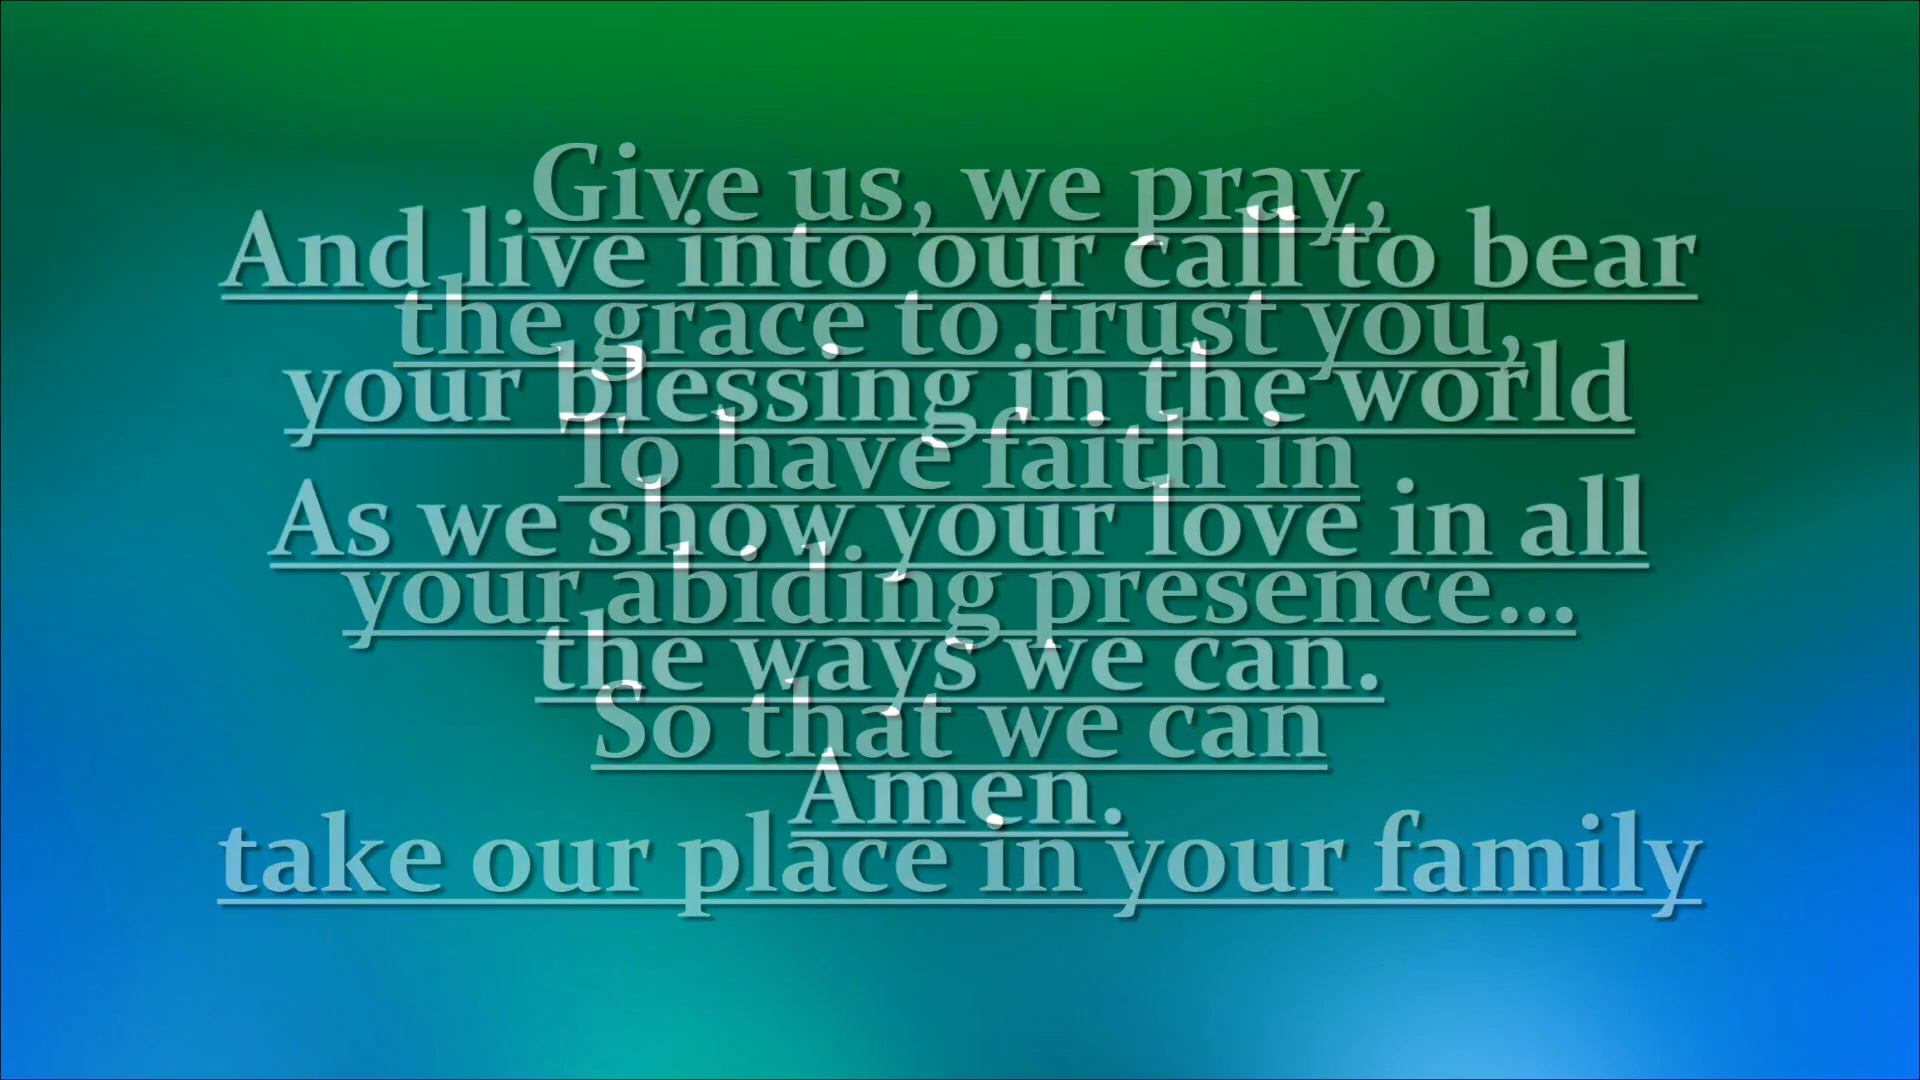 Give us, we pray,
the grace to trust you,
To have faith in
your abiding presence...
So that we can
take our place in your family
And live into our call to bear
your blessing in the world
As we show your love in all
the ways we can.
Amen.